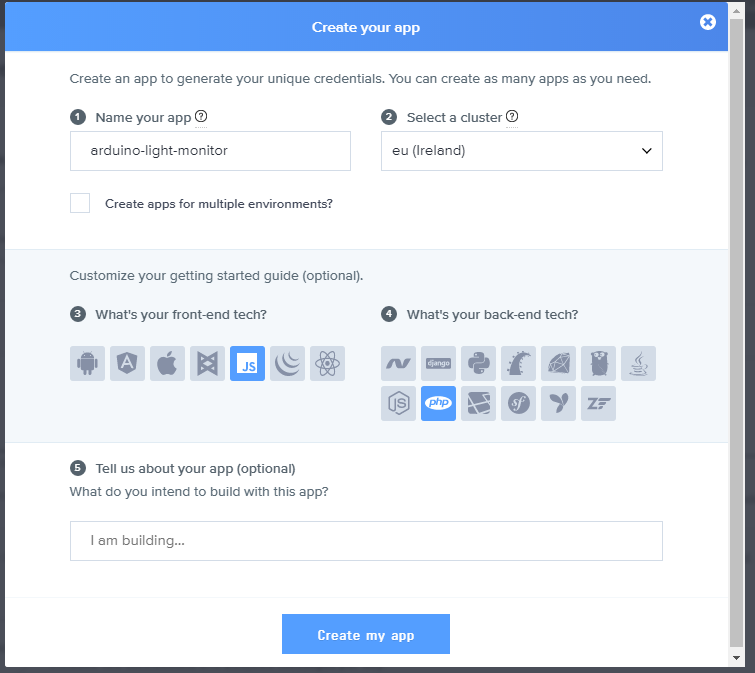 Create your app
Create an app to generate your unique credentials. You can create as many apps as you need.
1 Name your app ?
2 Select a cluster ?
arduino-light-monitor
eu (Ireland)
Create apps for multiple environments?
Customize your getting started guide (optional).
3 What's your front-end tech?
4 What's your back-end tech?
JS
django
JS
php
sf
ZF
5 Tell us about your app (optional)
What do you intend to build with this app?
I am building...
Create my app